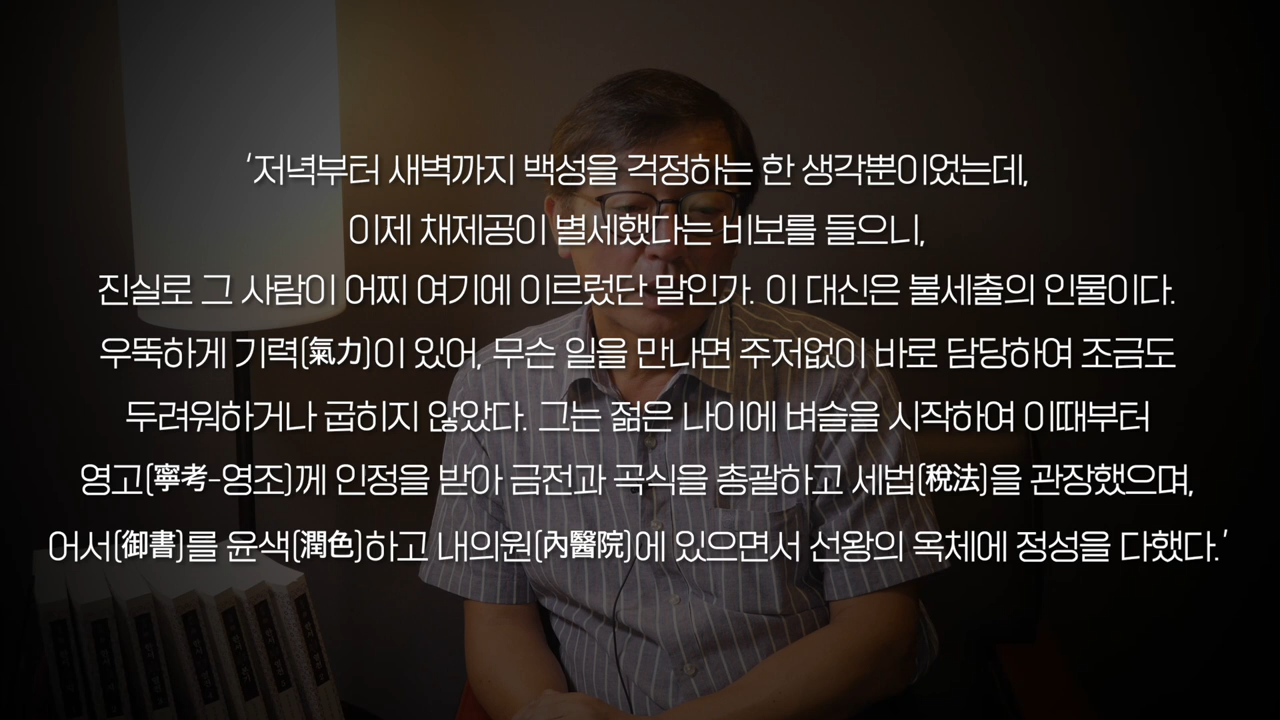 ‘저녁부터 새벽까지 백성을 걱정하는 한 생각뿐이었는데,
이제 채제공이 별세했다는 비보를 들으니,
진실로 그 사람이 어찌 여기에 이르렀단 말인가. 이 대신은 불세출의 인물이다.
우뚝하게 기력(氣力)이 있어, 무슨 일을 만나면 주저없이 바로 담당하여 조금도
두려워하거나 굽히지 않았다. 그는 젊은 나이에 벼슬을 시작하여 이때부터
영고(寧考-영조)께 인정을 받아 금전과 곡식을 총괄하고 세법(稅法)을 관장했으며,
어서(御書)를 윤색(潤色)하고 내의원(內醫院)에 있으면서 선왕의 옥체에 정성을 다했다.’